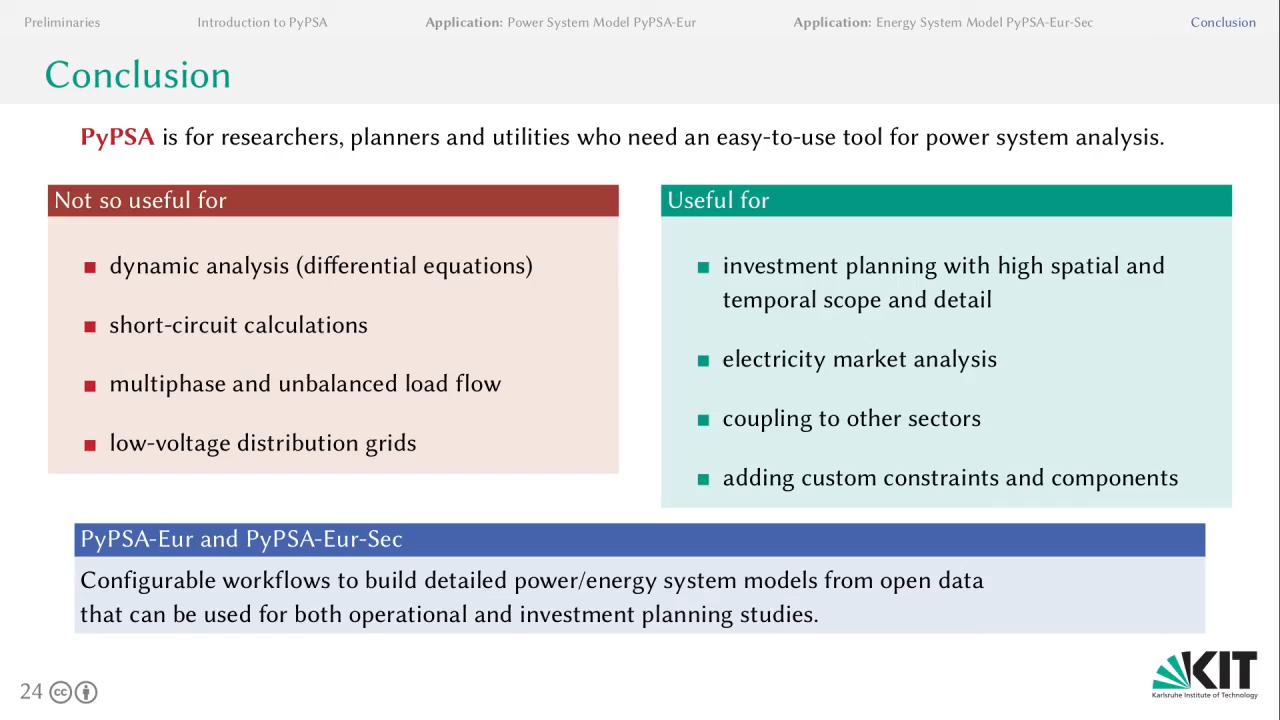 Preliminaries
Introduction to PyPSA
Application: Power System Model PyPSA-Eur
Application: Energy System Model PyPSA-Eur-Sec
Conclusion
Conclusion
PyPSA is for researchers, planners and utilities who need an easy-to-use tool for power system analysis.
Not so useful for
dynamic analysis (differential equations)
short-circuit calculations
multiphase and unbalanced load flow
low-voltage distribution grids
Useful for
investment planning with high spatial and
temporal scope and detail
electricity market analysis
coupling to other sectors
adding custom constraints and components
PyPSA-Eur and PyPSA-Eur-Sec
Configurable workflows to build detailed power/energy system models from open data
that can be used for both operational and investment planning studies.
24
cc
KIT
Karlsruhe Institute of Technology